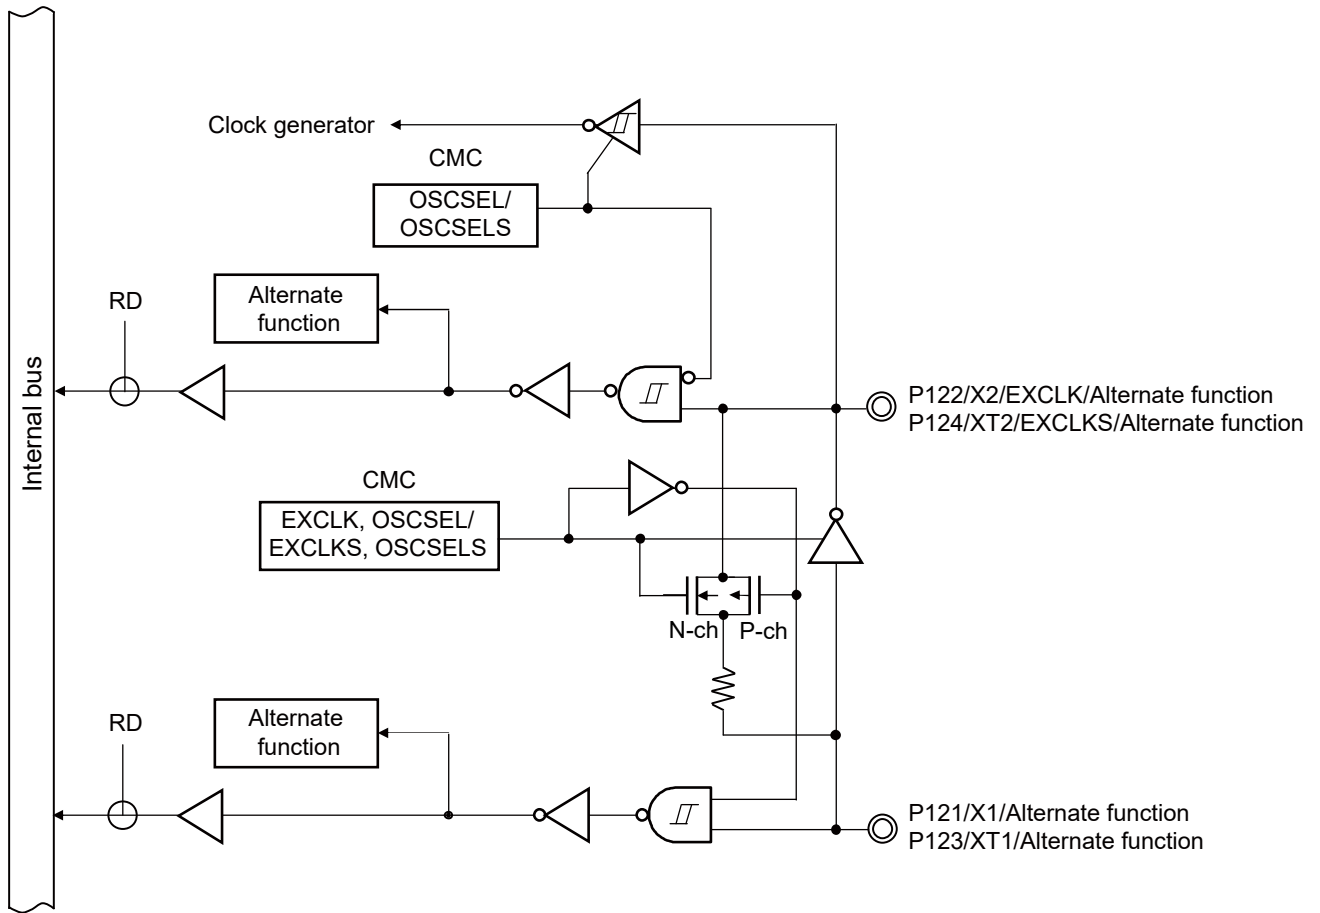 Clock generator
CMC
OSCSEL/
OSCSELS
Alternate
function
RD
Internal bus
P122/X2/EXCLK/Alternate function
P124/XT2/EXCLKS/Alternate function
CMC
EXCLK, OSCSEL/
EXCLKS, OSCSELS
N-ch
P-ch
Alternate
function
RD
P121/X1/Alternate function
P123/XT1/Alternate function